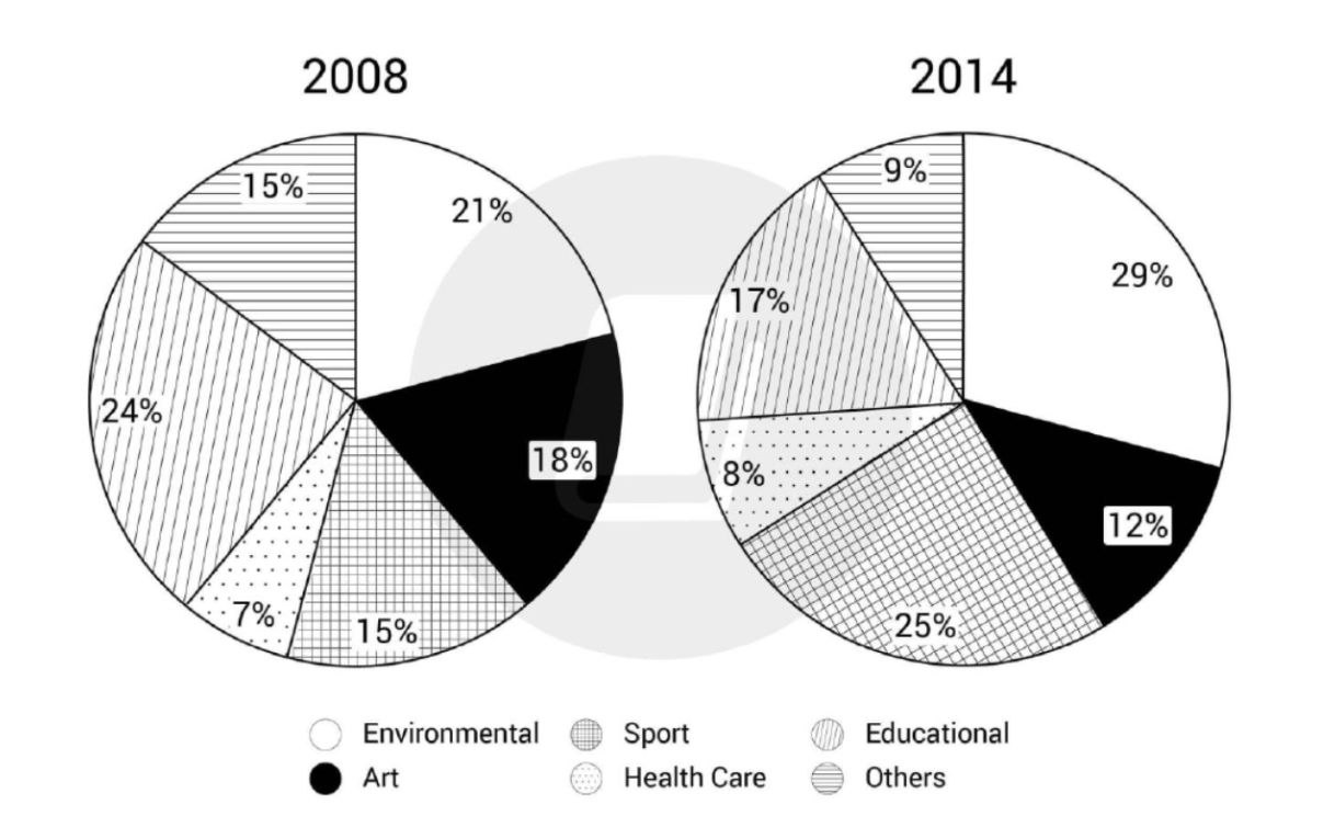 2008 2014
15% 21% 9% 29%
24% 18% 17% 12%
7% 15% 8% 25%
Environmental Sport Educational
Art Health Care Others